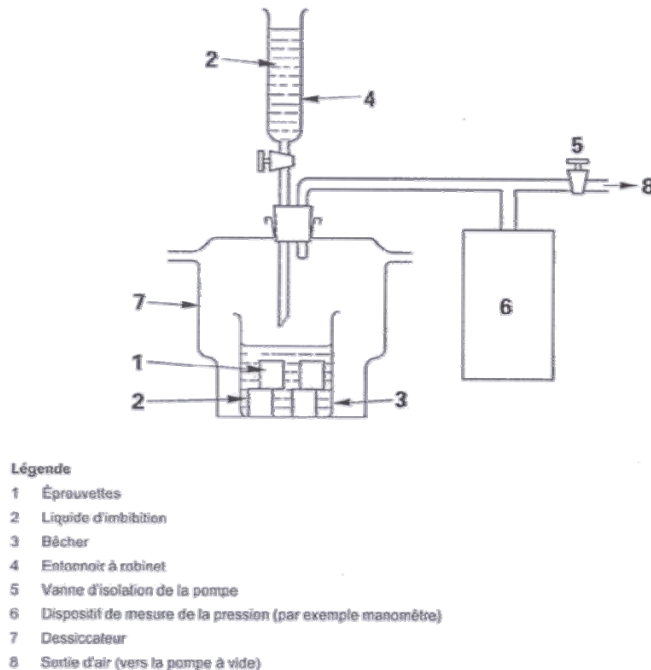 2
4
5
8
6
7
1
2
3
Légende
1 Éprouvettes
2 Liquide d'imbibition
3 Bêcher
4 Entonnoir à robinet
5 Vanne d'isolation de la pompe
6 Dispositif de mesure de la pression (par exemple manomêtre)
7 Dessiccateur
8 Sortie d'air (vers la pompe à vide)